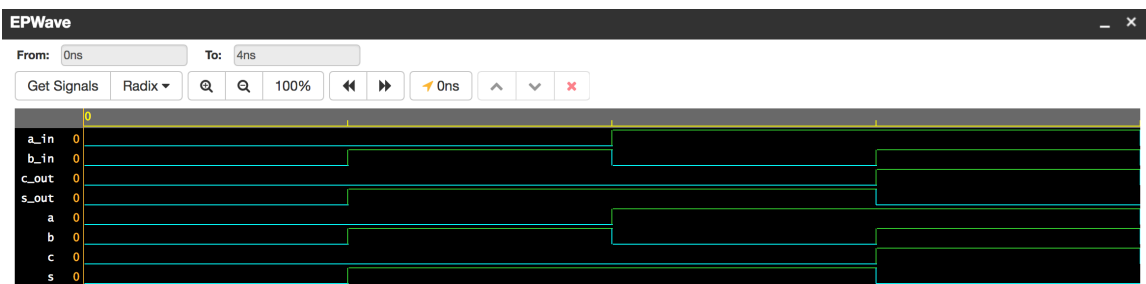 EPWave
From: 0ns To: 4ns
Get Signals Radix 100% 0ns
0
a_in 0
b_in 0
c_out 0
s_out 0
a 0
b 0
c 0
s 0